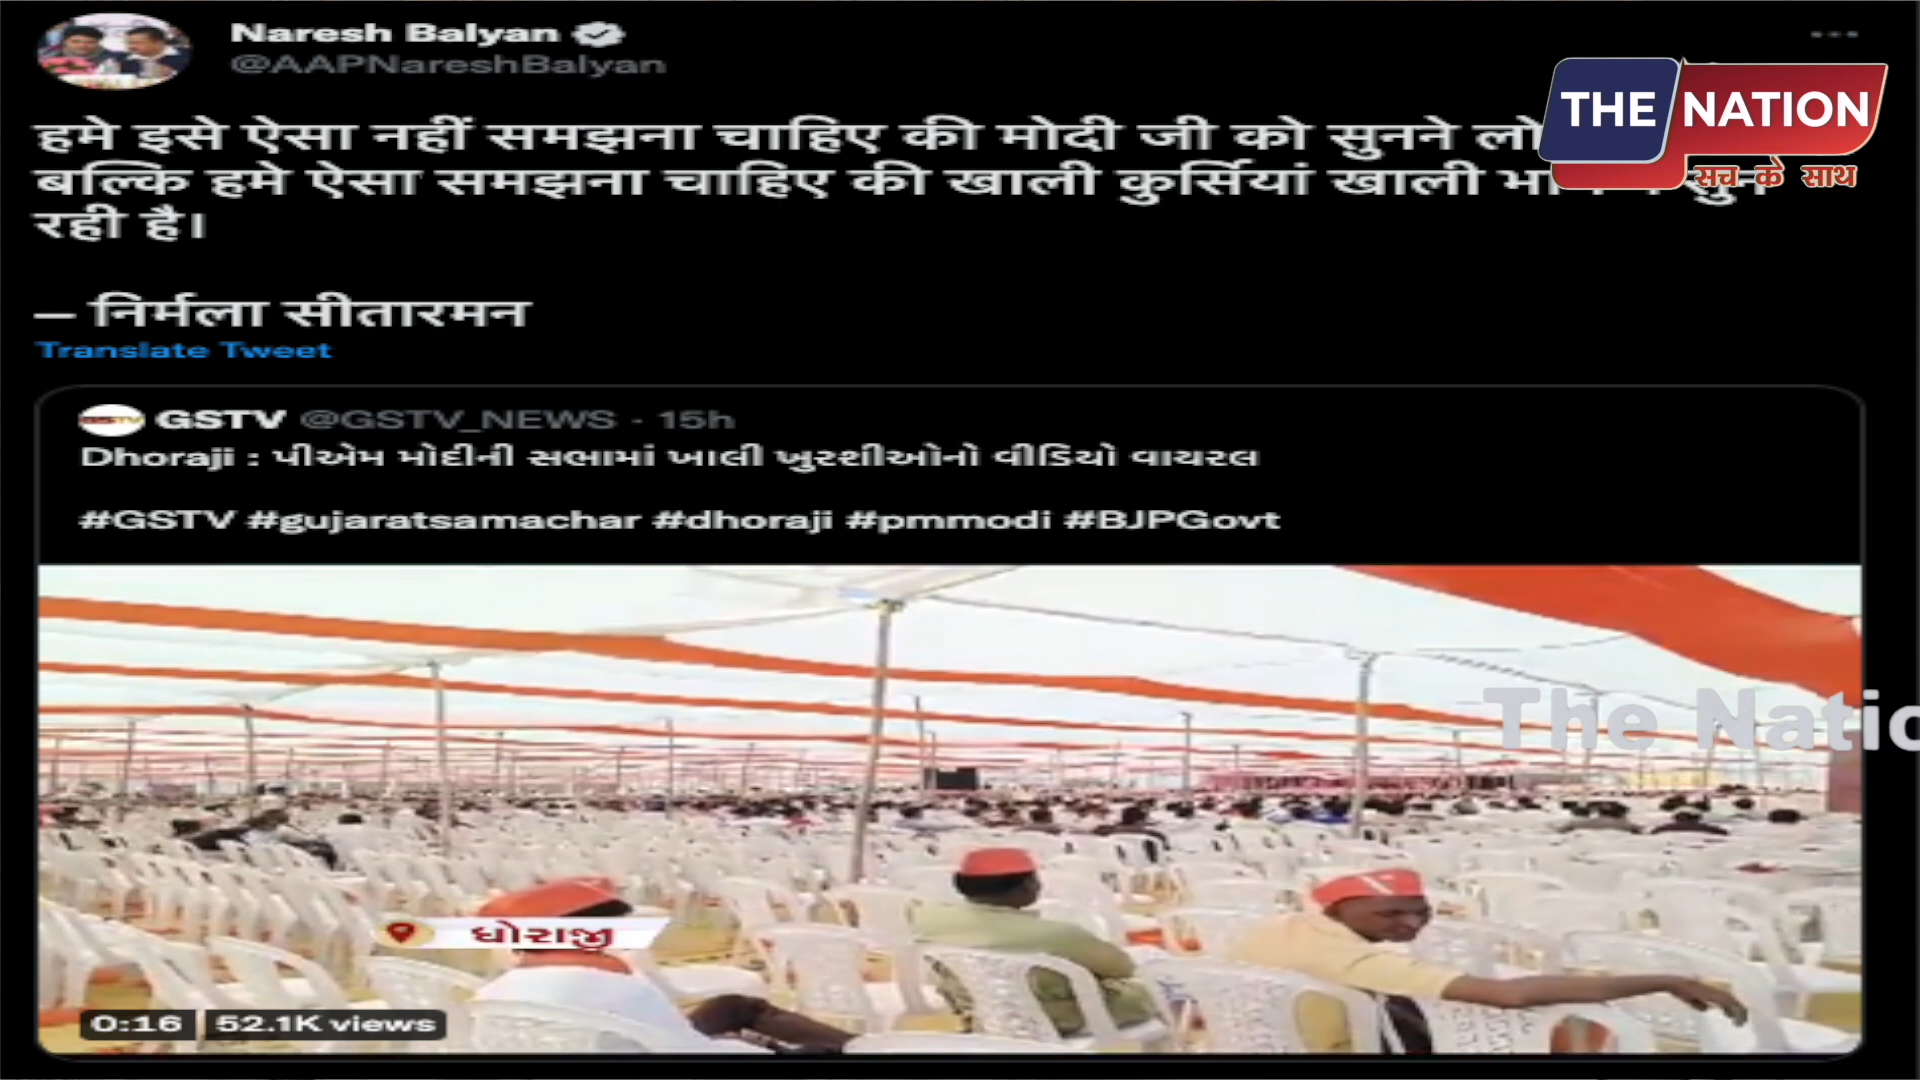 Naresh Balyan
@AAPNareshBalyan
THE NATION
सच के साथ
हमे इसे ऐसा नहीं समझना चाहिए की मोदी जी को सुनने
बल्कि हमे ऐसा समझना चाहिए की खाली कुर्सियां खाली
रही है।
– निर्मला सीतारमन
Translate Tweet
GSTV @GSTV_NEWS · 15h
Dhoraji : પીએમ મોદીની સભામાં ખાલી ખુરશીઓનો વીડિયો વાયરલ
#GSTV #gujaratsamachar #dhoraji #pmmodi #BJPGovt
The Natio
ધોરાજી
0:16 52.1K views